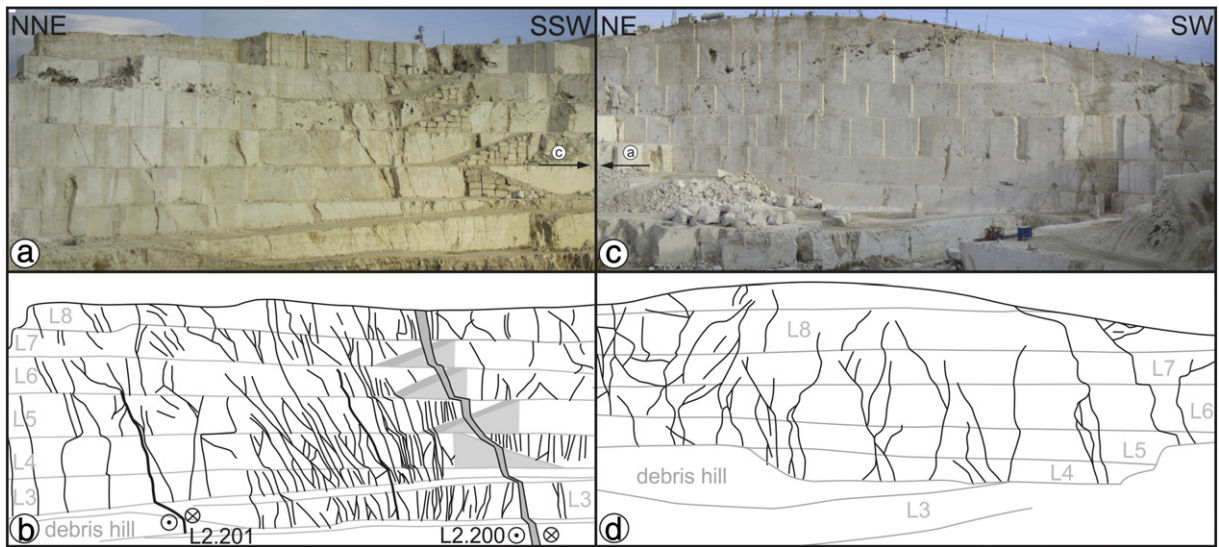 NNE SSW
c
a
NE SW
a
c
L8
L7
L6
L5
L4
L3
L3
debris hill
L2.201
L2.200
b
L8
L7
L6
L5
L4
L3
debris hill
d